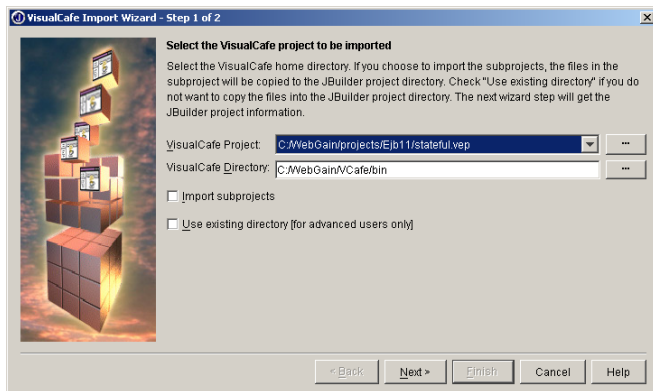 VisualCafe Import Wizard - Step 1 of 2
Select the VisualCafe project to be imported
Select the VisualCafe home directory. If you choose to import the subprojects, the files in the
subproject will be copied to the JBuilder project directory. Check "Use existing directory" if you do
not want to copy the files into the JBuilder project directory. The next wizard step will get the
JBuilder project information.
VisualCafe Project: C:/WebGain/projects/Ejb11/stateful.vep ...
VisualCafe Directory: C:/WebGain/VCafe/bin ...
Import subprojects
Use existing directory [for advanced users only]
< Back Next > Finish Cancel Help